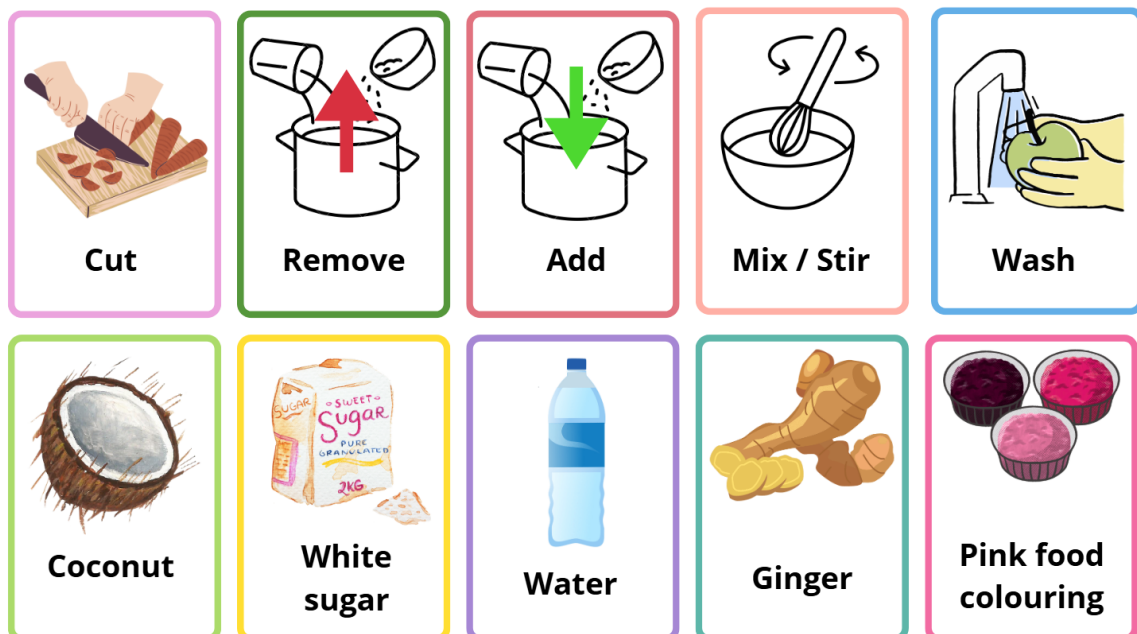 Cut
Remove
Add
Mix / Stir
Wash
SUGAR
SWEET
Sugar
PURE
GRANULATED
2KG
Coconut
White
sugar
Water
Ginger
Pink food
colouring